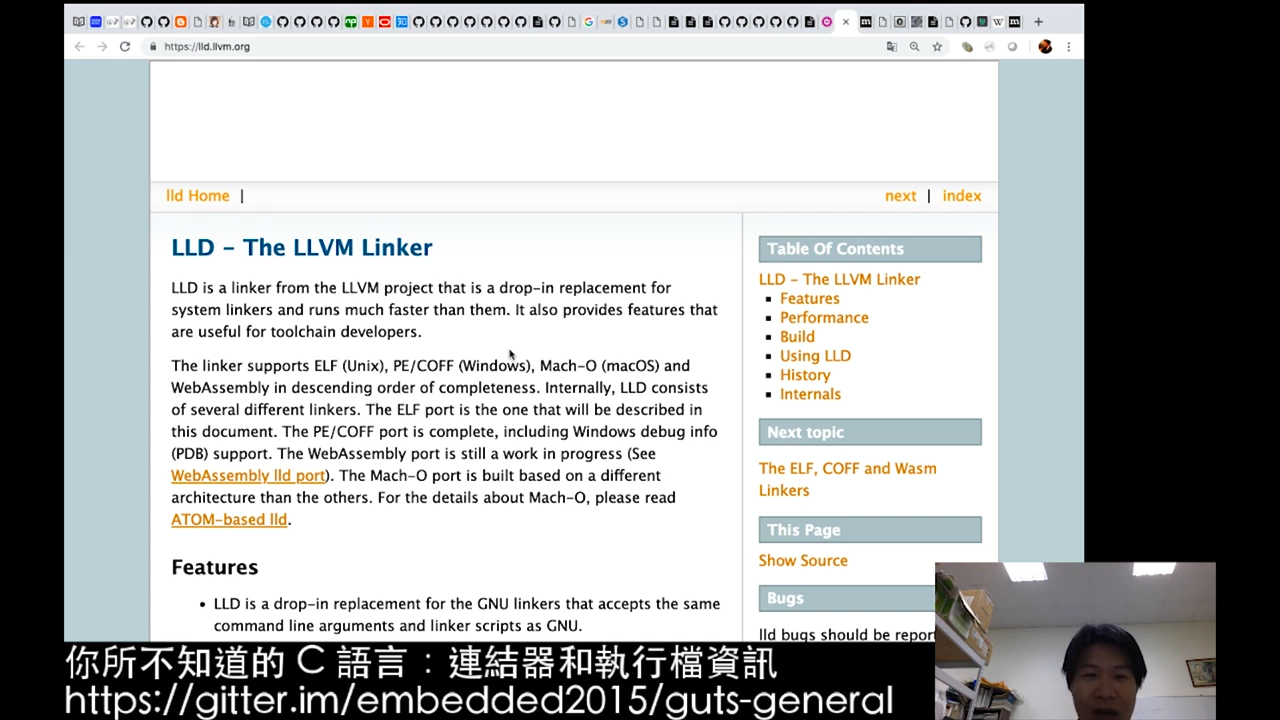 https://lld.llvm.org
lld Home |
next | index
LLD – The LLVM Linker
LLD is a linker from the LLVM project that is a drop-in replacement for
system linkers and runs much faster than them. It also provides features that
are useful for toolchain developers.
The linker supports ELF (Unix), PE/COFF (Windows), Mach-O (macOS) and
WebAssembly in descending order of completeness. Internally, LLD consists
of several different linkers. The ELF port is the one that will be described in
this document. The PE/COFF port is complete, including Windows debug info
(PDB) support. The WebAssembly port is still a work in progress (See
WebAssembly lld port). The Mach-O port is built based on a different
architecture than the others. For the details about Mach-O, please read
ATOM-based lld.
Features
• LLD is a drop-in replacement for the GNU linkers that accepts the same
command line arguments and linker scripts as GNU.
Table Of Contents
LLD – The LLVM Linker
Features
Performance
Build
Using LLD
History
Internals
Next topic
The ELF, COFF and Wasm
Linkers
This Page
Show Source
Bugs
lld bugs should be report
你所不知道的 C 語言：連結器和執行檔資訊
https://gitter.im/embedded2015/guts-general